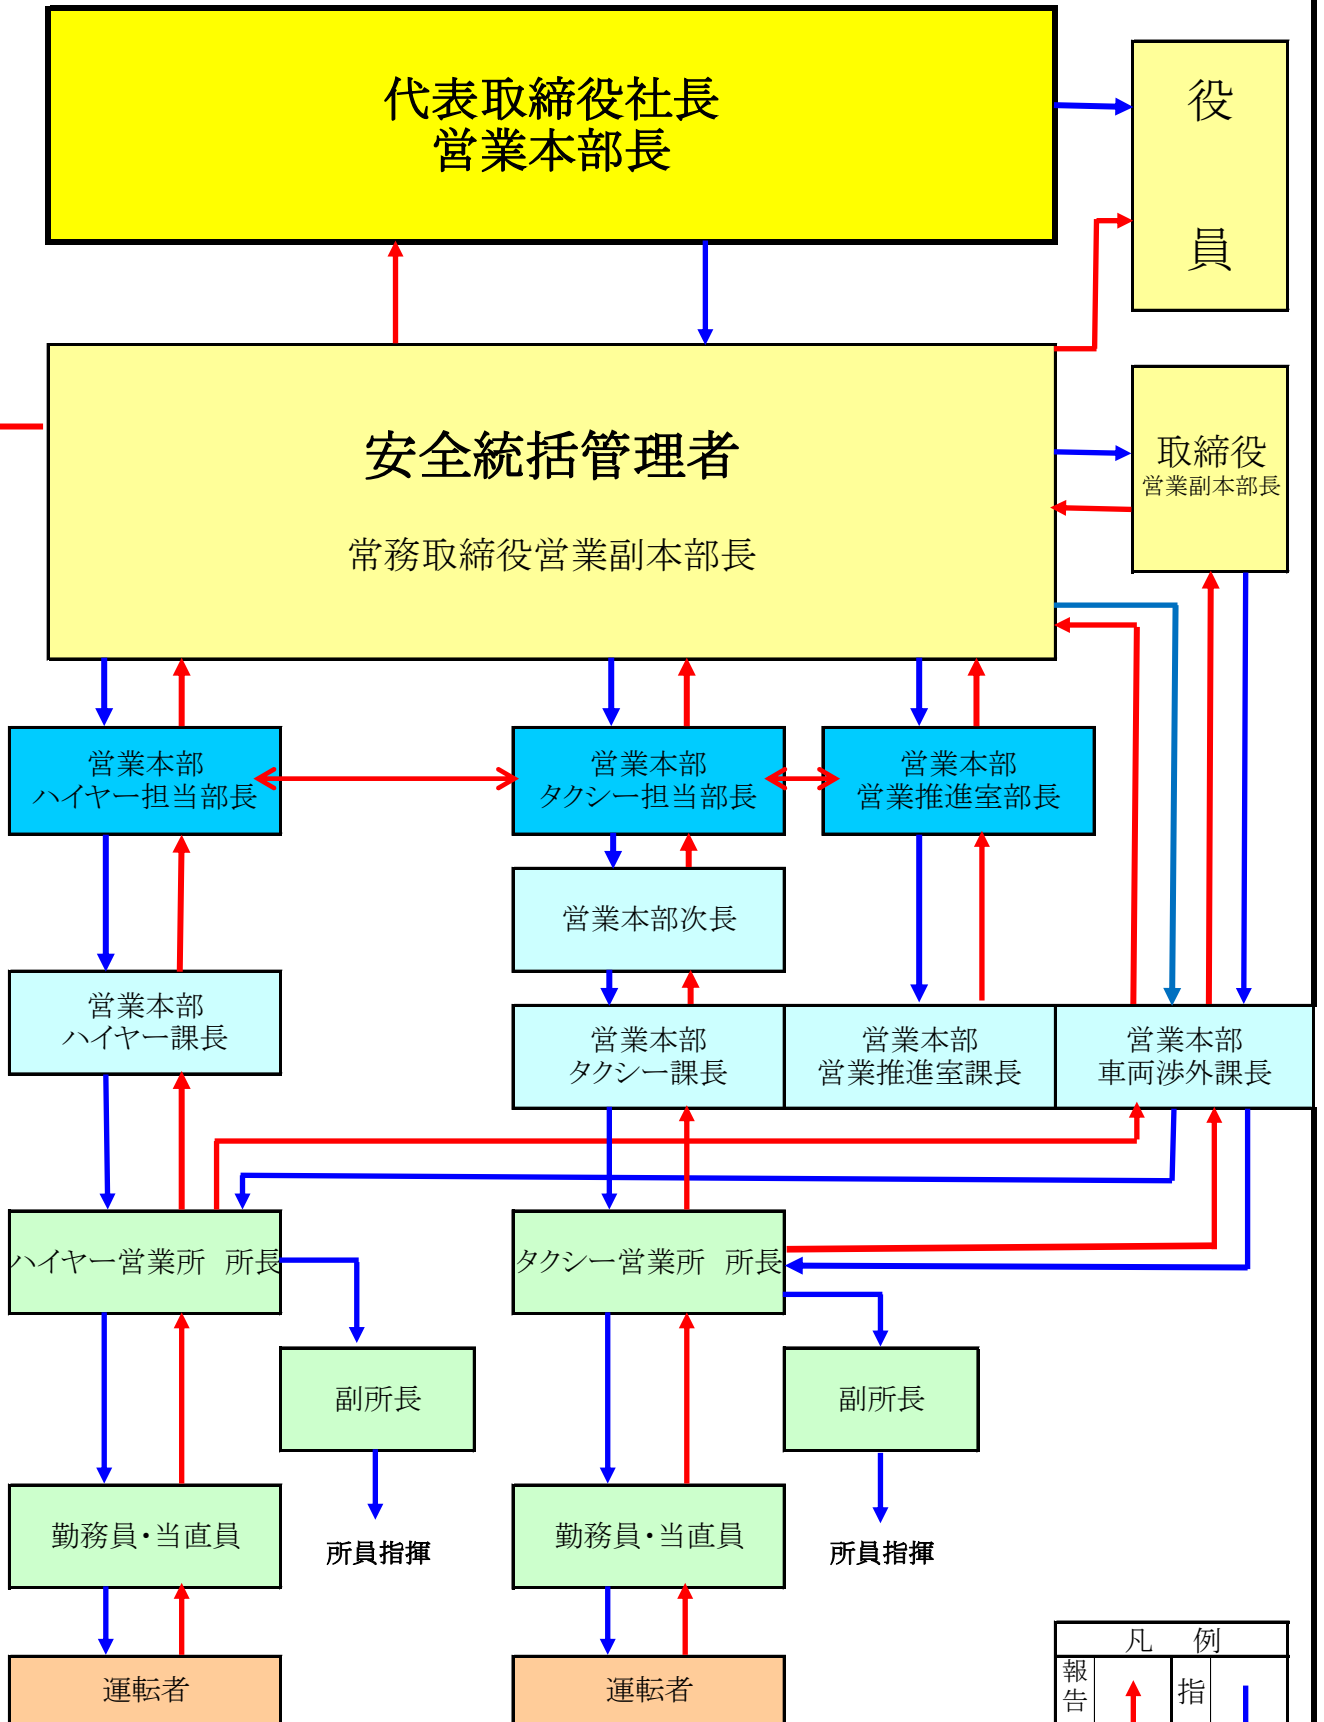 代表取締役社長
営業本部長
役
員
安全統括管理者
常務取締役営業副本部長
取締役
営業副本部長
営業本部
ハイヤー担当部長
営業本部
タクシー担当部長
営業本部
営業推進室部長
営業本部次長
営業本部
ハイヤー課長
営業本部
タクシー課長
営業本部
営業推進室課長
営業本部
車両渉外課長
ハイヤー営業所　所長
タクシー営業所　所長
副所長
副所長
勤務員・当直員
所員指揮
勤務員・当直員
所員指揮
運転者
運転者
凡　例
報
告
指